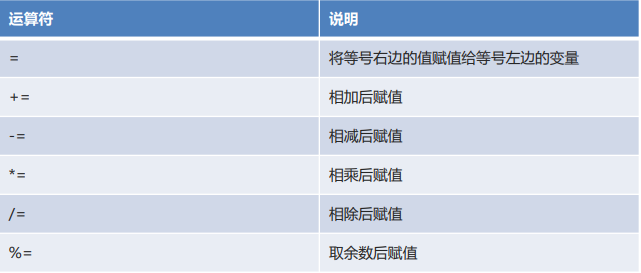 运算符 说明
= 将等号右边的值赋值给等号左边的变量
+= 相加后赋值
-= 相减后赋值
*= 相乘后赋值
/= 相除后赋值
%= 取余数后赋值